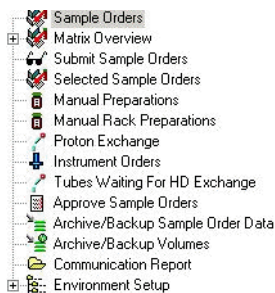 Sample Orders
Matrix Overview
Submit Sample Orders
Selected Sample Orders
Manual Preparations
Manual Rack Preparations
Proton Exchange
Instrument Orders
Tubes Waiting For HD Exchange
Approve Sample Orders
Archive/Backup Sample Order Data
Archive/Backup Volumes
Communication Report
Environment Setup